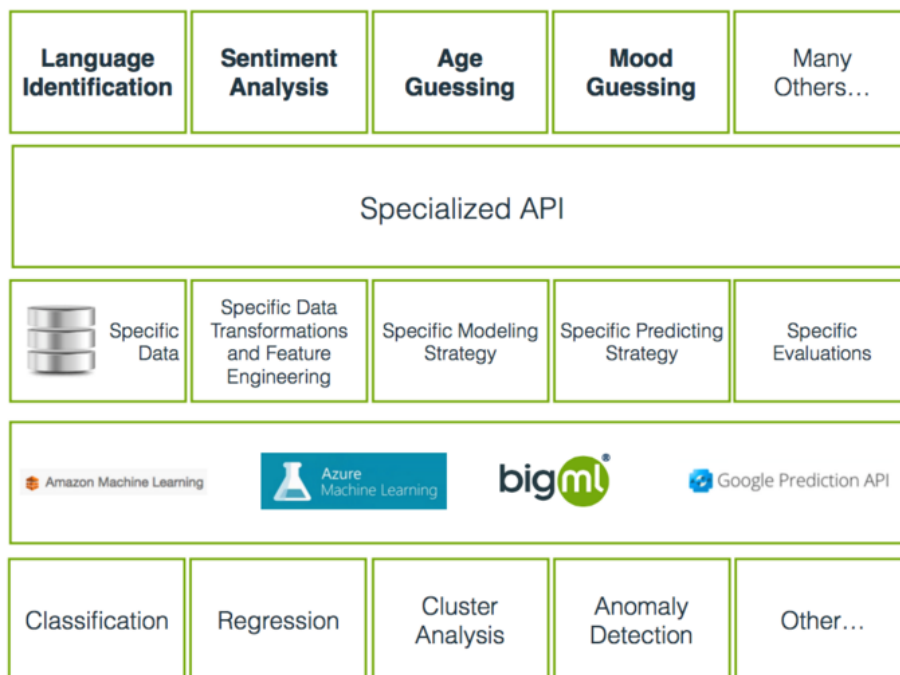 Language
Identification
Sentiment
Analysis
Age
Guessing
Mood
Guessing
Many
Others...
Specialized API
Specific
Data
Specific Data
Transformations
and Feature
Engineering
Specific Modeling
Strategy
Specific Predicting
Strategy
Specific
Evaluations
Amazon Machine Learning
Azure
Machine Learning
bigml®
Google Prediction API
Classification
Regression
Cluster
Analysis
Anomaly
Detection
Other...